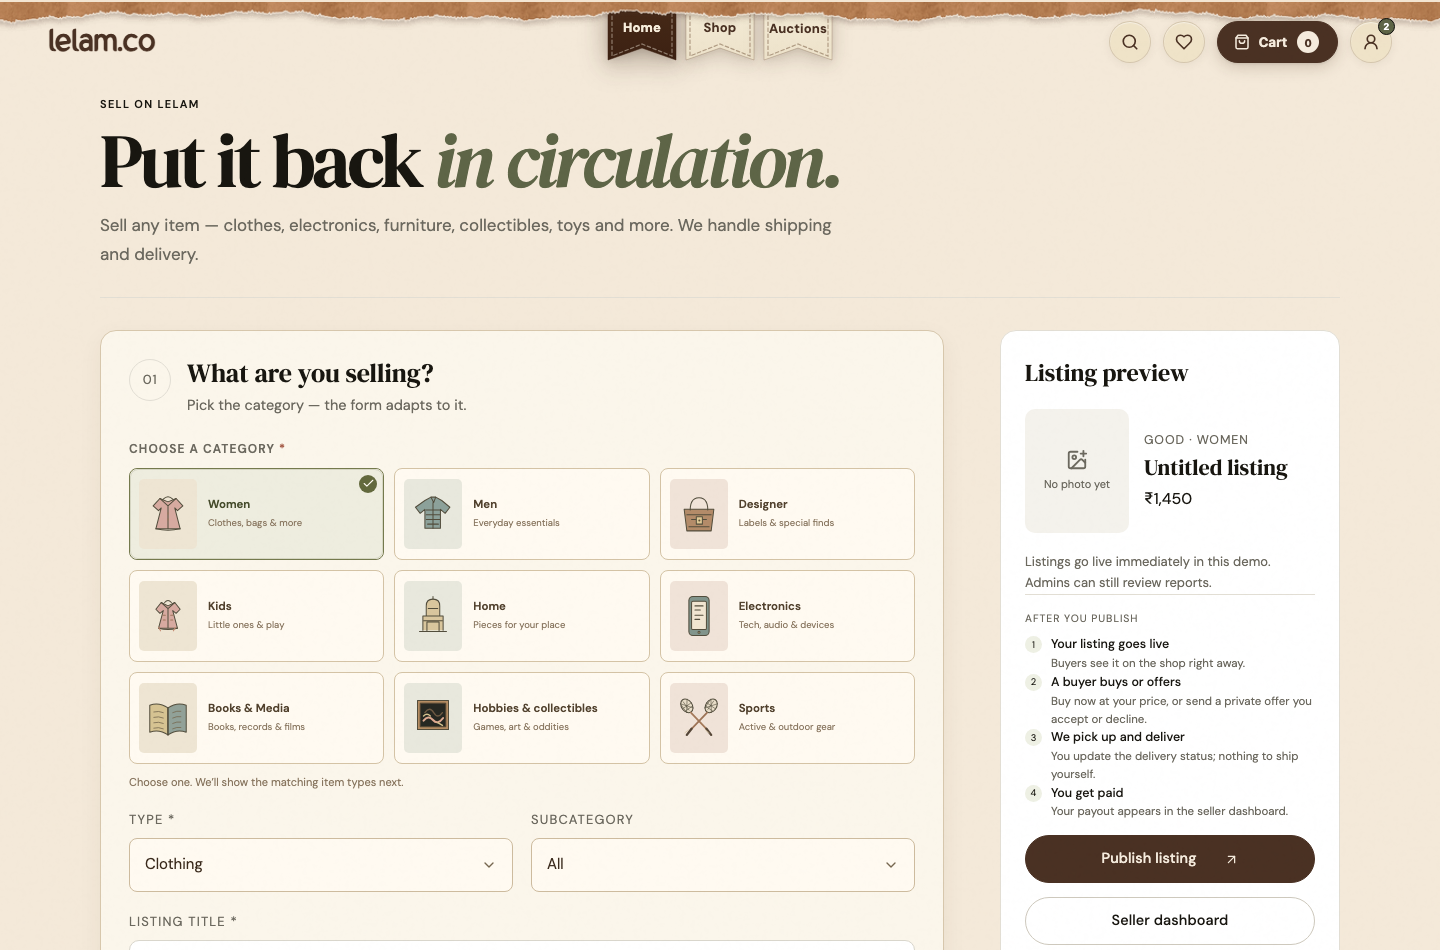 lelam.co
Home
Shop
Auctions
Cart 0
2
SELL ON LELAM
Put it back in circulation.
Sell any item — clothes, electronics, furniture, collectibles, toys and more. We handle shipping
and delivery.
01
What are you selling?
Pick the category — the form adapts to it.
CHOOSE A CATEGORY *
Women
Clothes, bags & more
Men
Everyday essentials
Designer
Labels & special finds
Kids
Little ones & play
Home
Pieces for your place
Electronics
Tech, audio & devices
Books & Media
Books, records & films
Hobbies & collectibles
Games, art & oddities
Sports
Active & outdoor gear
Choose one. We'll show the matching item types next.
TYPE *
SUBCATEGORY
Clothing
All
LISTING TITLE *
Listing preview
No photo yet
GOOD · WOMEN
Untitled listing
₹1,450
Listings go live immediately in this demo.
Admins can still review reports.
AFTER YOU PUBLISH
1 Your listing goes live
Buyers see it on the shop right away.
2 A buyer buys or offers
Buy now at your price, or send a private offer you
accept or decline.
3 We pick up and deliver
You update the delivery status; nothing to ship
yourself.
4 You get paid
Your payout appears in the seller dashboard.
Publish listing
Seller dashboard